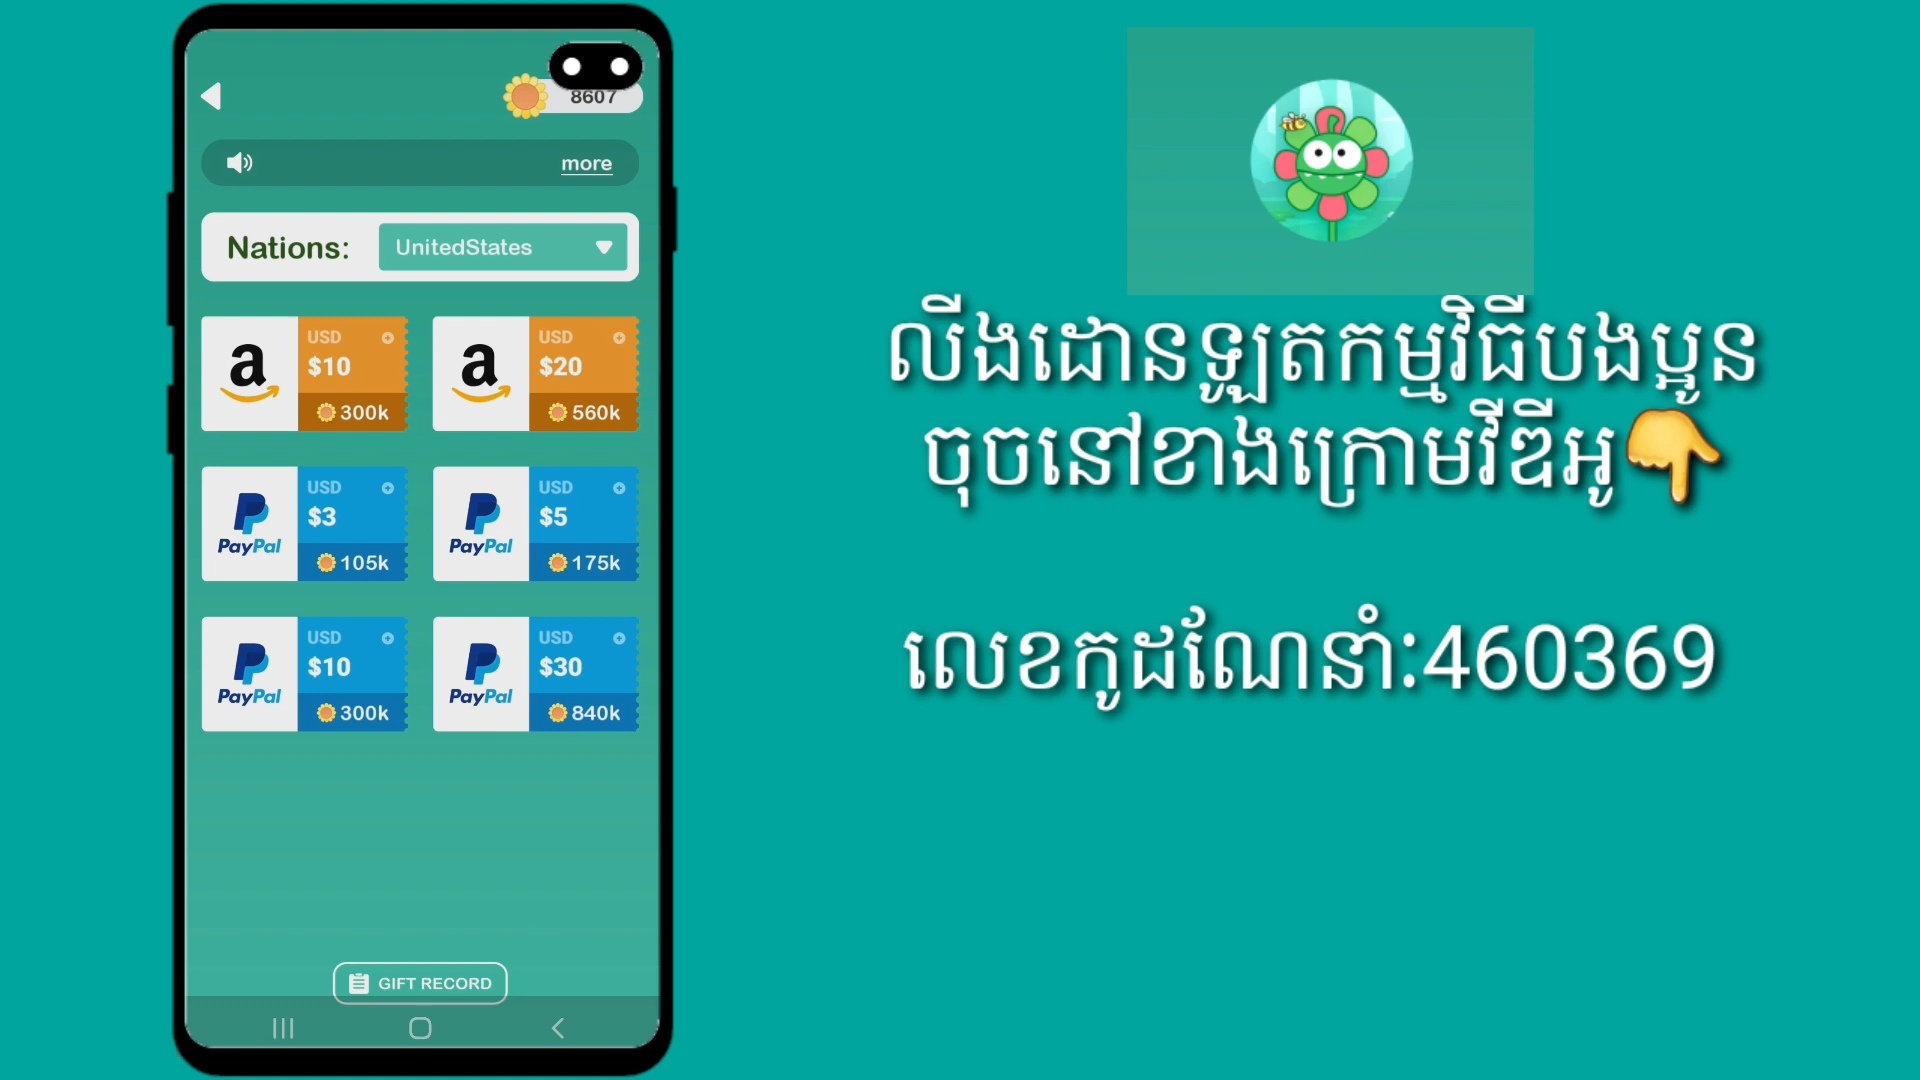 8607
more
Nations:
UnitedStates
USD
$10
300k
USD
$20
560k
PayPal
USD
$3
105k
PayPal
USD
$5
175k
PayPal
USD
$10
300k
PayPal
USD
$30
840k
GIFT RECORD
លីងដោនឡូតកម្មវិធីបងប្អូន
ចុចនៅខាងក្រោមវីឌីអូ
លេខកូដណែនាំ:460369